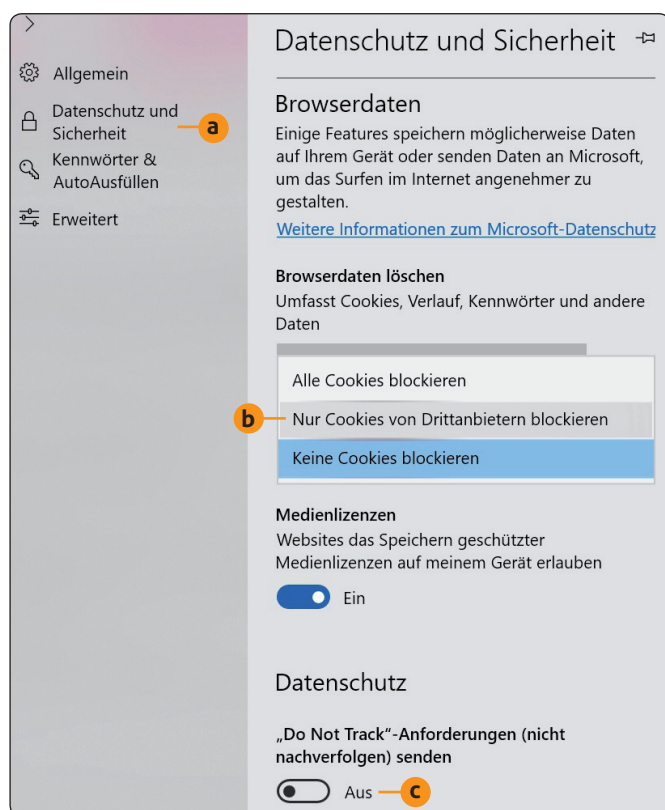 Allgemein
Datenschutz und
Sicherheit
a
Kennwörter &
AutoAusfüllen
Erweitert
Datenschutz und Sicherheit
Browserdaten
Einige Features speichern möglicherweise Daten
auf Ihrem Gerät oder senden Daten an Microsoft,
um das Surfen im Internet angenehmer zu
gestalten.
Weitere Informationen zum Microsoft-Datenschutz
Browserdaten löschen
Umfasst Cookies, Verlauf, Kennwörter und andere
Daten
Alle Cookies blockieren
b
Nur Cookies von Drittanbietern blockieren
Keine Cookies blockieren
Medienlizenzen
Websites das Speichern geschützter
Medienlizenzen auf meinem Gerät erlauben
Ein
Datenschutz
„Do Not Track“-Anforderungen (nicht
nachverfolgen) senden
Aus
c